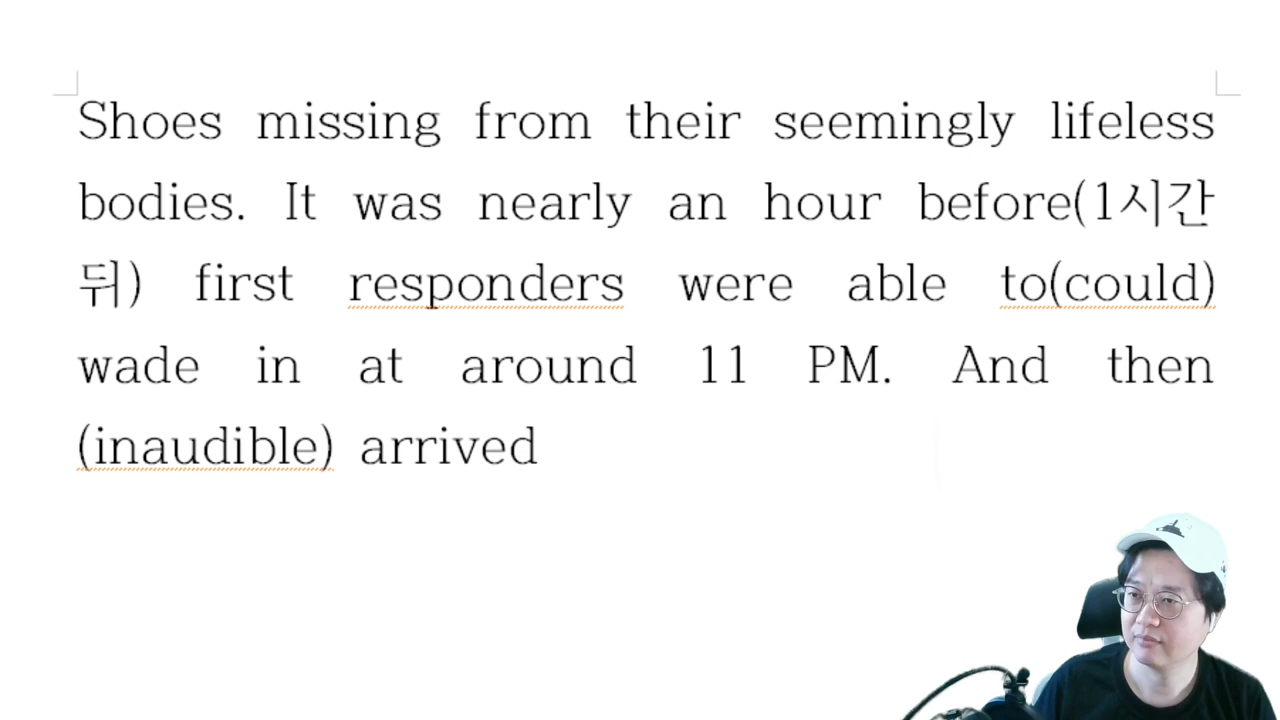 Shoes missing from their seemingly lifeless
bodies. It was nearly an hour before(1시간
뒤) first responders were able to(could)
wade in at around 11 PM. And then
(inaudible) arrived